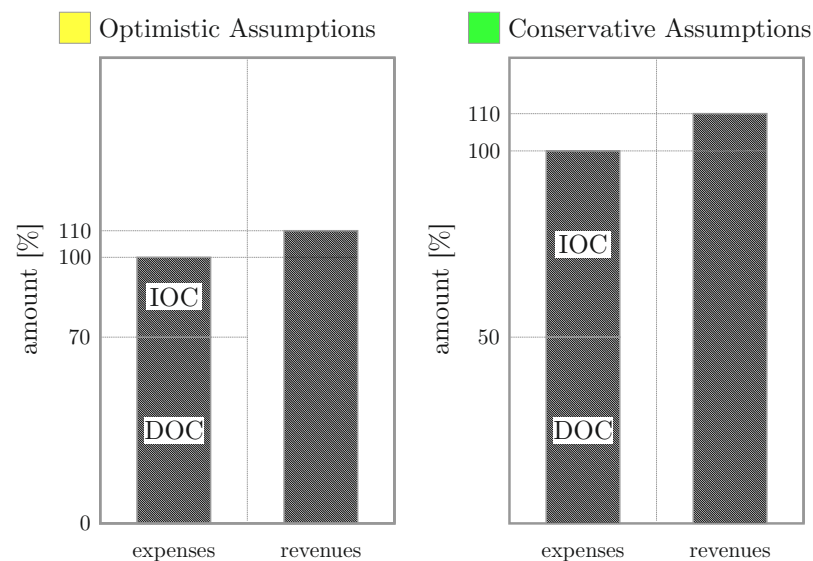 Optimistic Assumptions
amount [%]
110
100
70
0
IOC
DOC
expenses
revenues
Conservative Assumptions
amount [%]
110
100
50
IOC
DOC
expenses
revenues